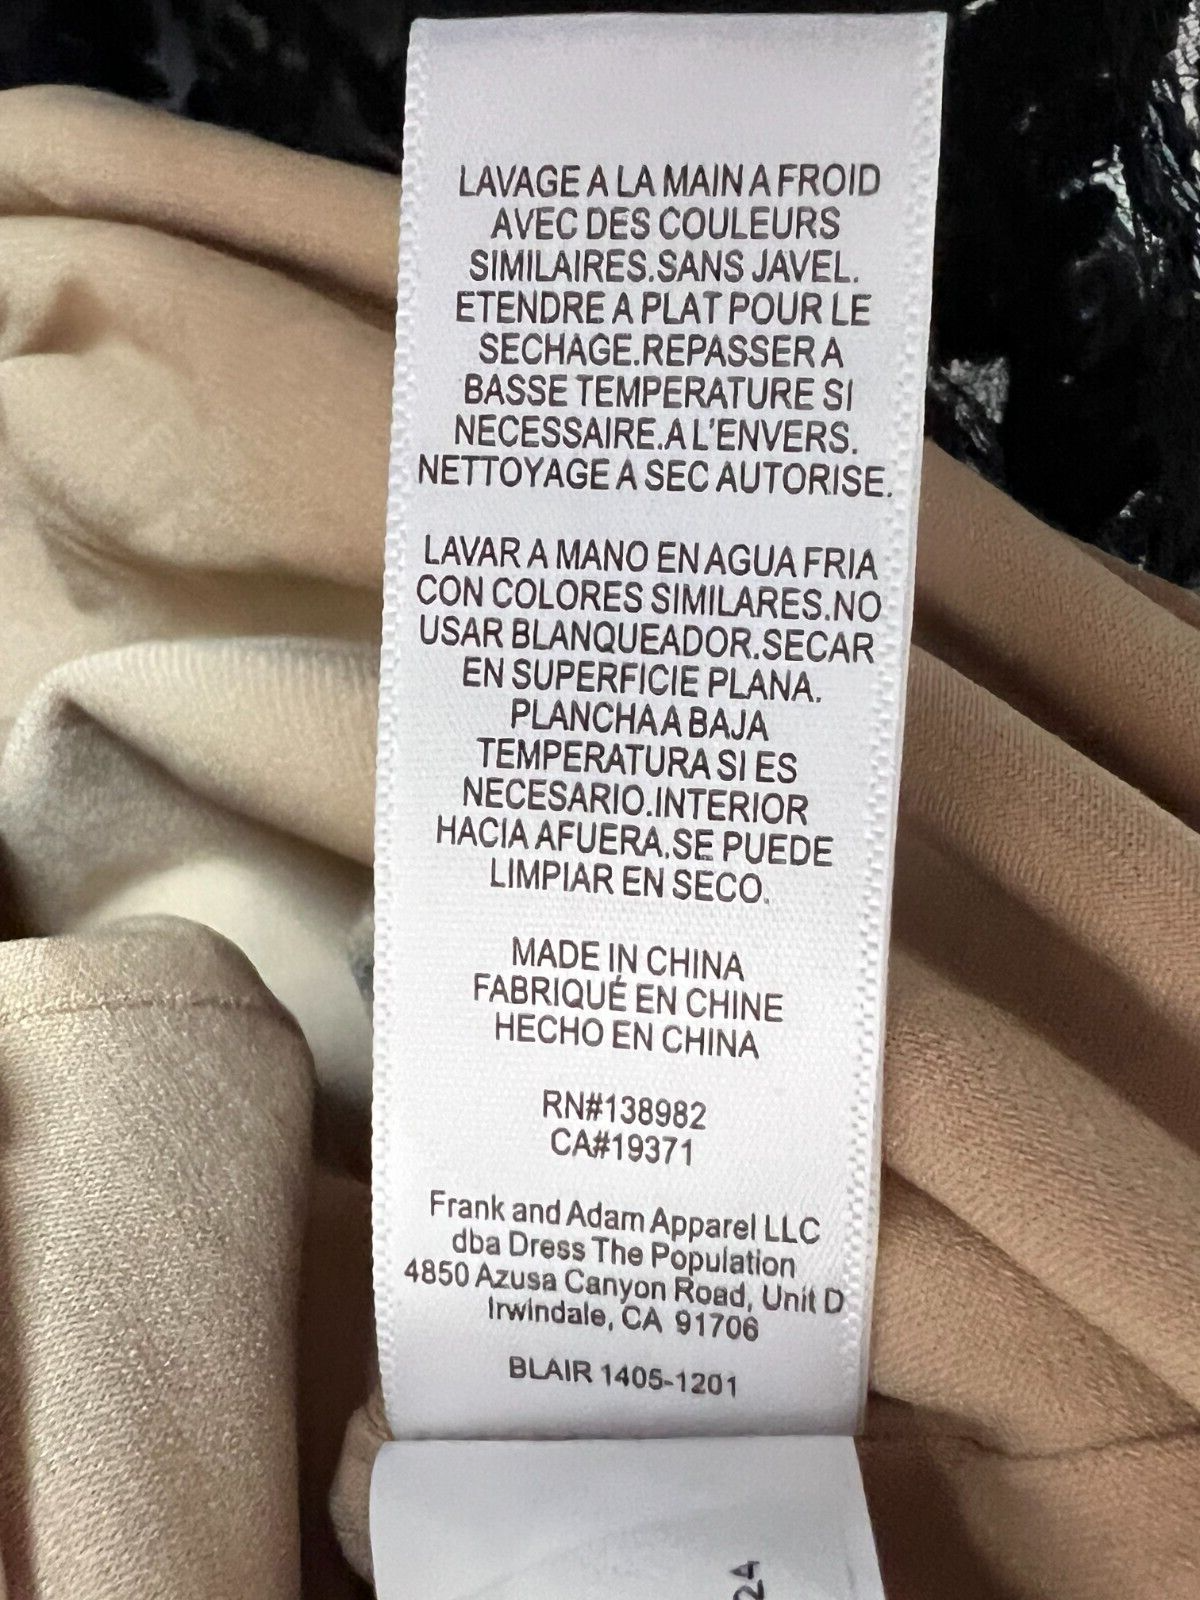 LAVAGE A LA MAIN A FROID
AVEC DES COULEURS
SIMILAIRES.SANS JAVEL.
ETENDRE A PLAT POUR LE
SECHAGE.REPASSER A
BASSE TEMPERATURE SI
NECESSAIRE.A L'ENVERS.
NETTOYAGE A SEC AUTORISE.
LAVAR A MANO EN AGUA FRIA
CON COLORES SIMILARES.NO
USAR BLANQUEADOR.SECAR
EN SUPERFICIE PLANA.
PLANCHA A BAJA
TEMPERATURA SI ES
NECESARIO.INTERIOR
HACIA AFUERA.SE PUEDE
LIMPIAR EN SECO.
MADE IN CHINA
FABRIQUÉ EN CHINE
HECHO EN CHINA
RN#138982
CA#19371
Frank and Adam Apparel LLC
dba Dress The Population
4850 Azusa Canyon Road, Unit D
Irwindale, CA 91706
BLAIR 1405-1201